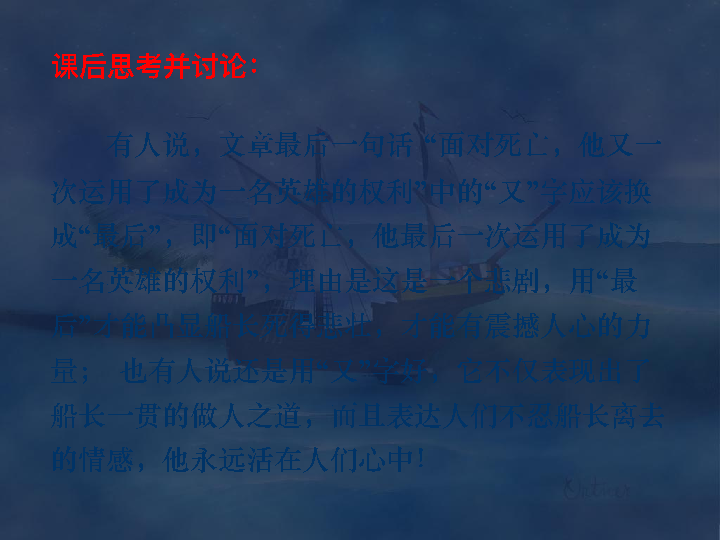 课后思考并讨论：
有人说，文章最后一句话“面对死亡，他又一
次运用了成为一名英雄的权利”中的“又”字应该换
成“最后”，即“面对死亡，他最后一次运用了成为
一名英雄的权利”；理由是这是一个悲剧，用“最
后”才能凸显船长死得悲壮，才能有震撼人心的力
量； 也有人说还是用“又”字好，它不仅表现出了
船长一贯的做人之道，而且表达人们不忍船长离去
的情感，他永远活在人们心中！